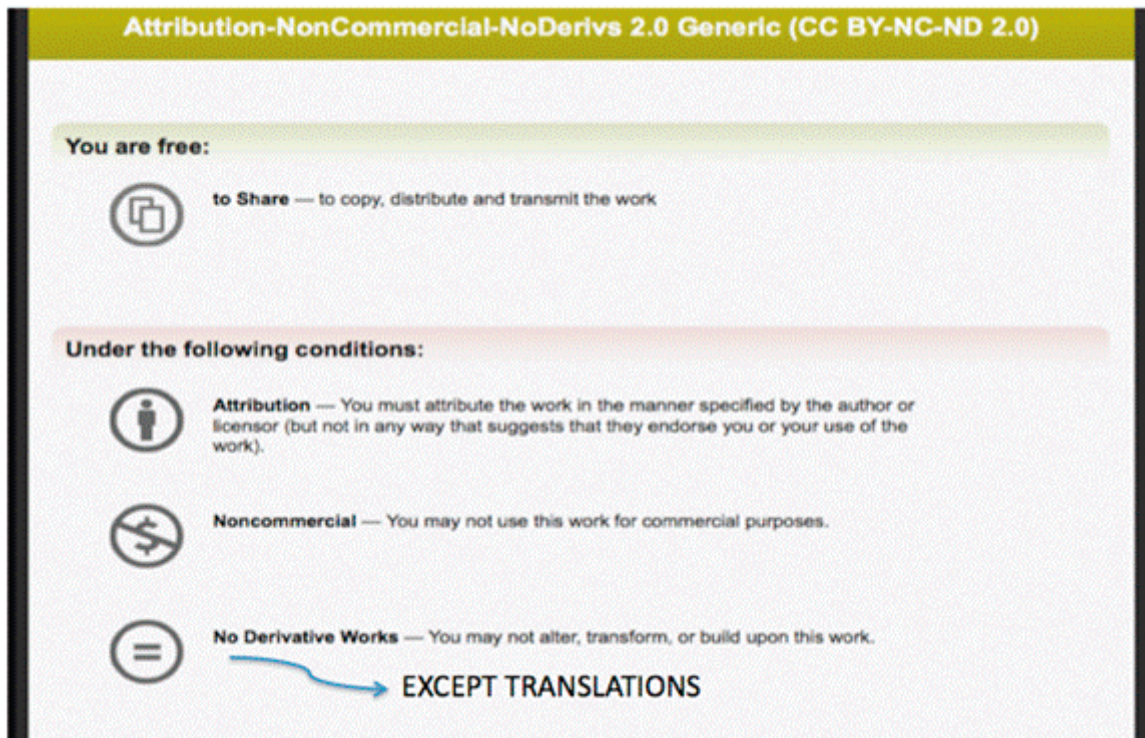 Attribution-NonCommercial-NoDerivs 2.0 Generic (CC BY-NC-ND 2.0)
You are free:
to Share — to copy, distribute and transmit the work
Under the following conditions:
Attribution — You must attribute the work in the manner specified by the author or
licensor (but not in any way that suggests that they endorse you or your use of the
work).
Noncommercial — You may not use this work for commercial purposes.
No Derivative Works — You may not alter, transform, or build upon this work.
EXCEPT TRANSLATIONS